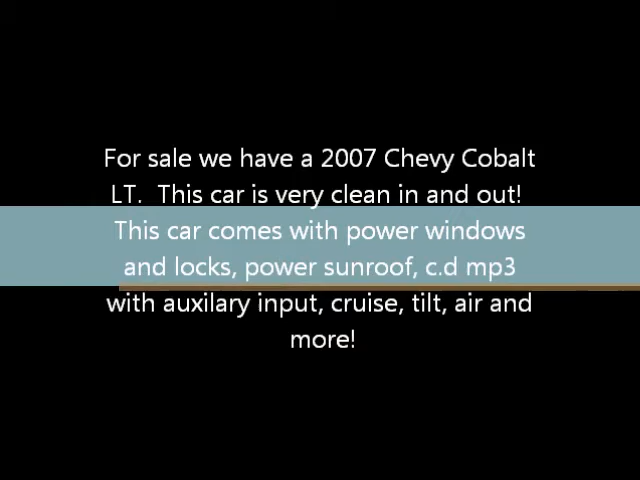 For sale we have a 2007 Chevy Cobalt
LT.  This car is very clean in and out!
This car comes with power windows
and locks, power sunroof, c.d mp3
with auxilary input, cruise, tilt, air and
more!